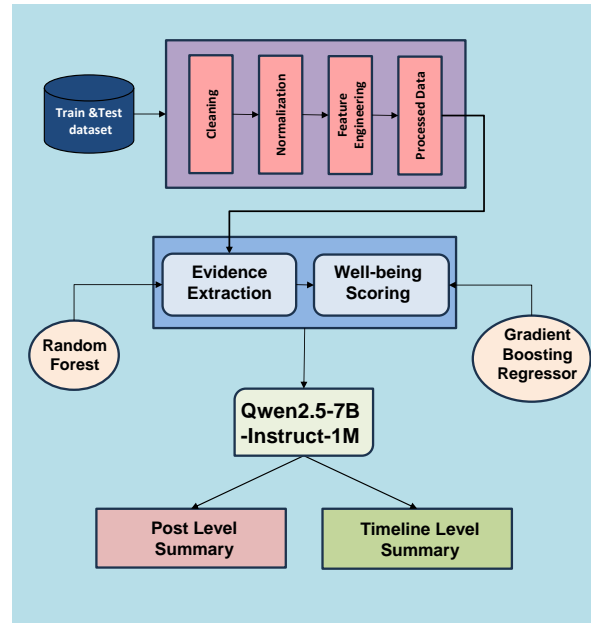 Train &Test
dataset
Cleaning
Normalization
Feature
Engineering
Processed Data
Evidence
Extraction
Well-being
Scoring
Random
Forest
Gradient
Boosting
Regressor
Qwen2.5-7B
-Instruct-1M
Post Level
Summary
Timeline Level
Summary